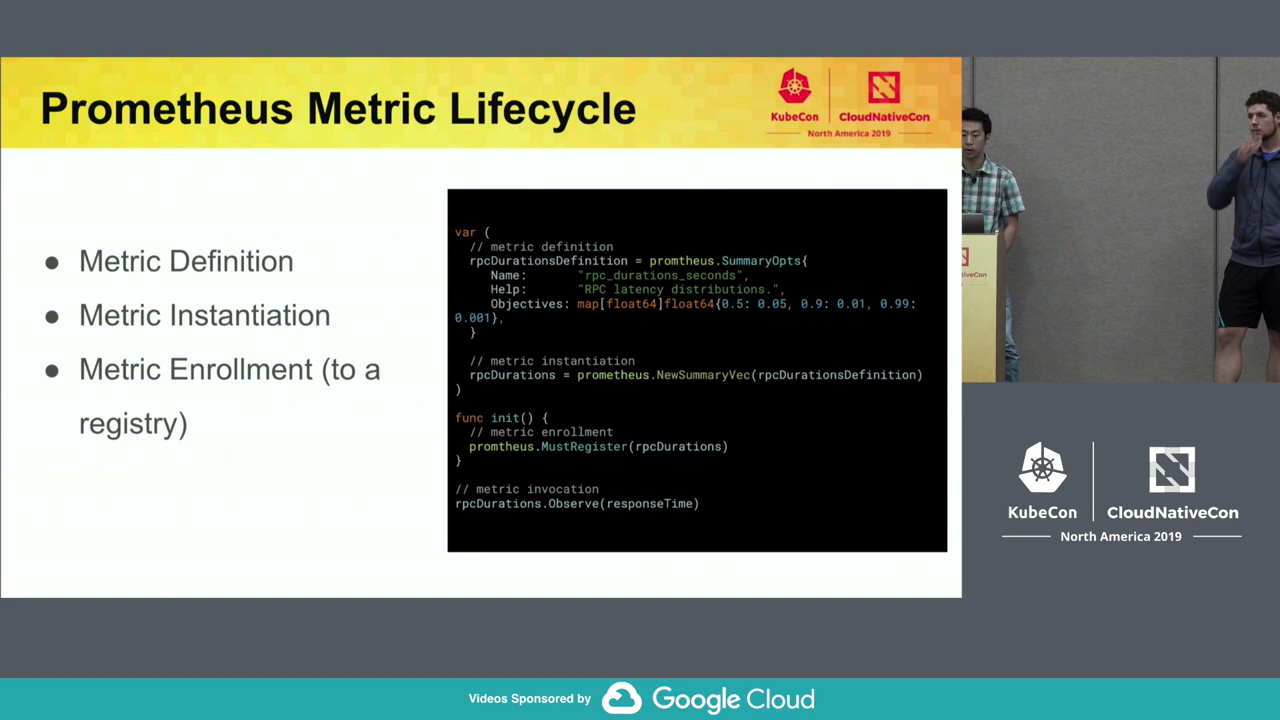 Prometheus Metric Lifecycle
KubeCon
CloudNativeCon
North America 2019
● Metric Definition
● Metric Instantiation
● Metric Enrollment (to a
registry)
var (
// metric definition
rpcDurationsDefinition = promtheus.SummaryOpts{
Name: "rpc_durations_seconds",
Help: "RPC latency distributions.",
Objectives: map[float64]float64{0.5: 0.05, 0.9: 0.01, 0.99:
0.001},
}
// metric instantiation
rpcDurations = prometheus.NewSummaryVec(rpcDurationsDefinition)
)
func init() {
// metric enrollment
promtheus.MustRegister(rpcDurations)
}
// metric invocation
rpcDurations.Observe(responseTime)
KubeCon
CloudNativeCon
North America 2019
Videos Sponsored by
Google Cloud